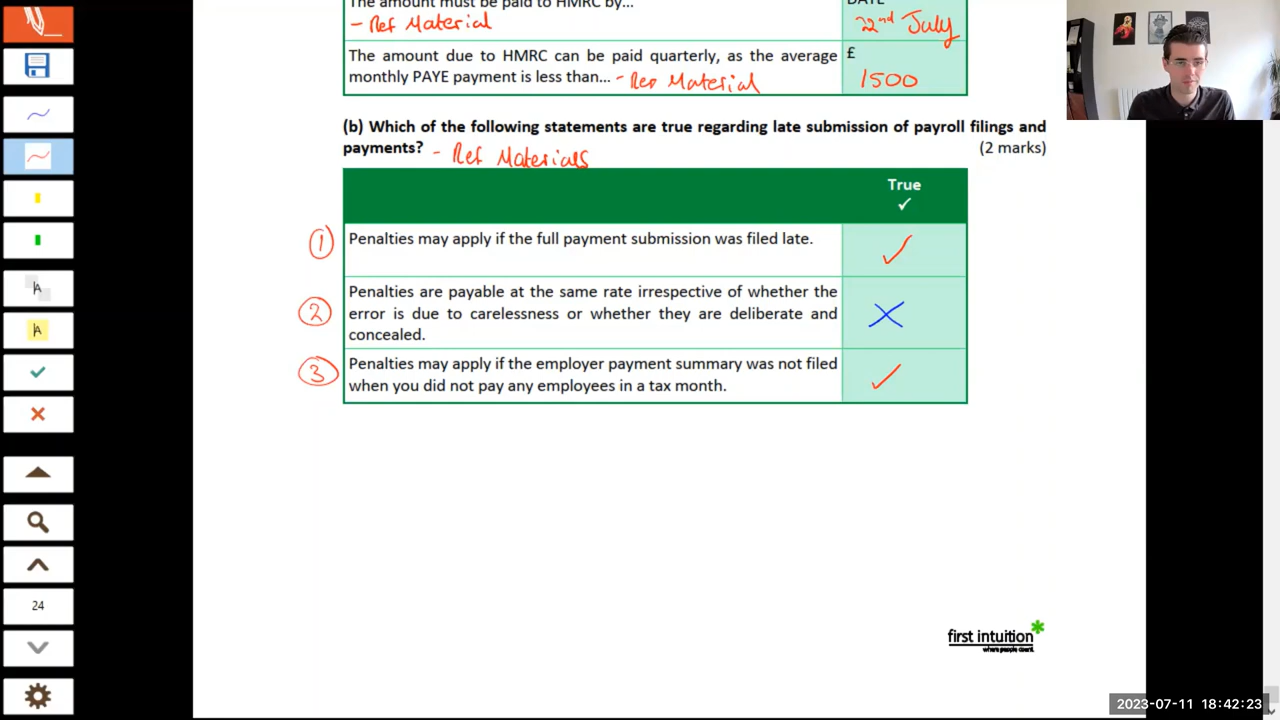 The amount must be paid to HMRC by...
- Ref Material
DATE
22nd July
The amount due to HMRC can be paid quarterly, as the average
monthly PAYE payment is less than... - Ref Material
£
1500
(b) Which of the following statements are true regarding late submission of payroll filings and
payments? - Ref Materials (2 marks)
True
✓
1 Penalties may apply if the full payment submission was filed late. ✓
2 Penalties are payable at the same rate irrespective of whether the
error is due to carelessness or whether they are deliberate and
concealed. X
3 Penalties may apply if the employer payment summary was not filed
when you did not pay any employees in a tax month. ✓
A
A
24
first intuition*
where people count.
2023-07-11 18:42:23